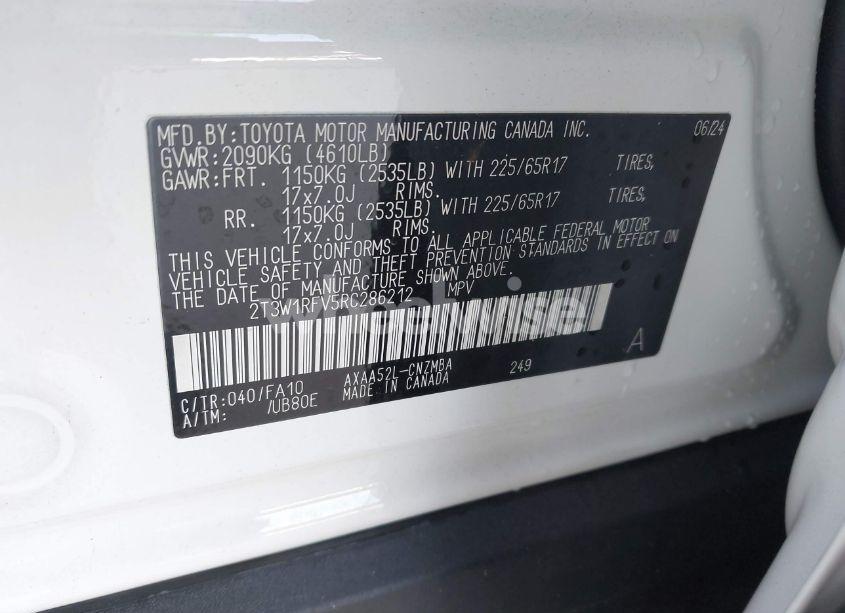 MFD.BY:TOYOTA MOTOR MANUFACTURING CANADA INC. 06/24
GVWR:2090KG (4610LB)
GAWR:FRT. 1150KG (2535LB) WITH 225/65R17 TIRES,
17x7.0J RIMS.
RR. 1150KG (2535LB) WITH 225/65R17 TIRES,
17x7.0J RIMS.
THIS VEHICLE CONFORMS TO ALL APPLICABLE FEDERAL MOTOR
VEHICLE SAFETY AND THEFT PREVENTION STANDARDS IN EFFECT ON
THE DATE OF MANUFACTURE SHOWN ABOVE.
2T3W1RFV5RC286212 MPV
A
C/TR:040/FA10 AXAA52L-CNZMBA 249
A/TM: /UB80E MADE IN CANADA